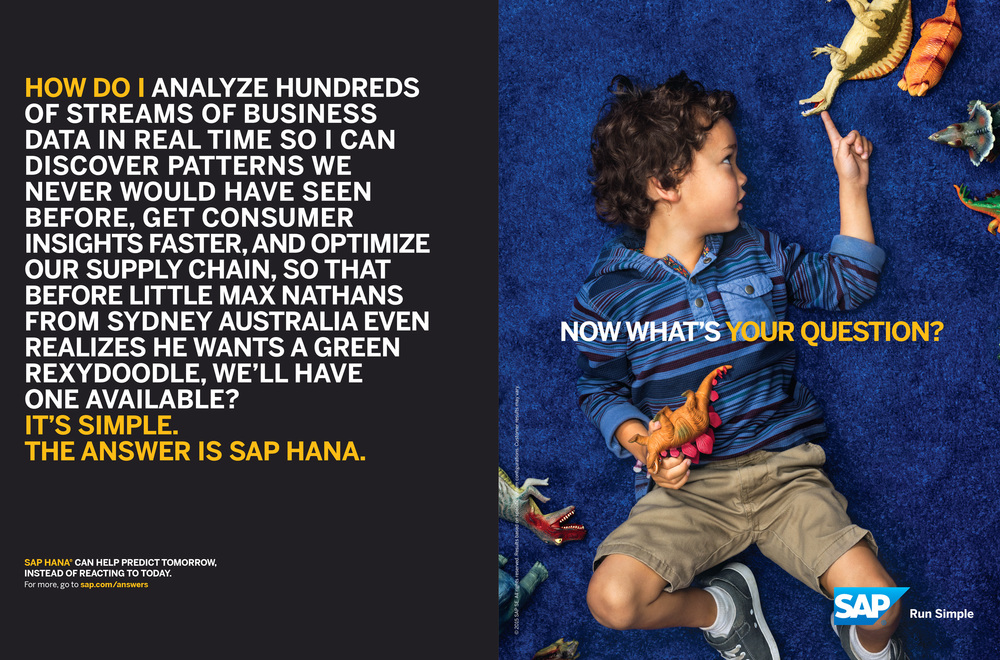 HOW DO I ANALYZE HUNDREDS
OF STREAMS OF BUSINESS
DATA IN REAL TIME SO I CAN
DISCOVER PATTERNS WE
NEVER WOULD HAVE SEEN
BEFORE, GET CONSUMER
INSIGHTS FASTER, AND OPTIMIZE
OUR SUPPLY CHAIN, SO THAT
BEFORE LITTLE MAX NATHANS
FROM SYDNEY AUSTRALIA EVEN
REALIZES HE WANTS A GREEN
REXYDOODLE, WE'LL HAVE
ONE AVAILABLE?
IT'S SIMPLE.
THE ANSWER IS SAP HANA.
SAP HANA® CAN HELP PREDICT TOMORROW,
INSTEAD OF REACTING TO TODAY.
For more, go to sap.com/answers
NOW WHAT'S YOUR QUESTION?
© 2015 SAP SE. All rights reserved. Results based Customer results may vary.
SAP Run Simple